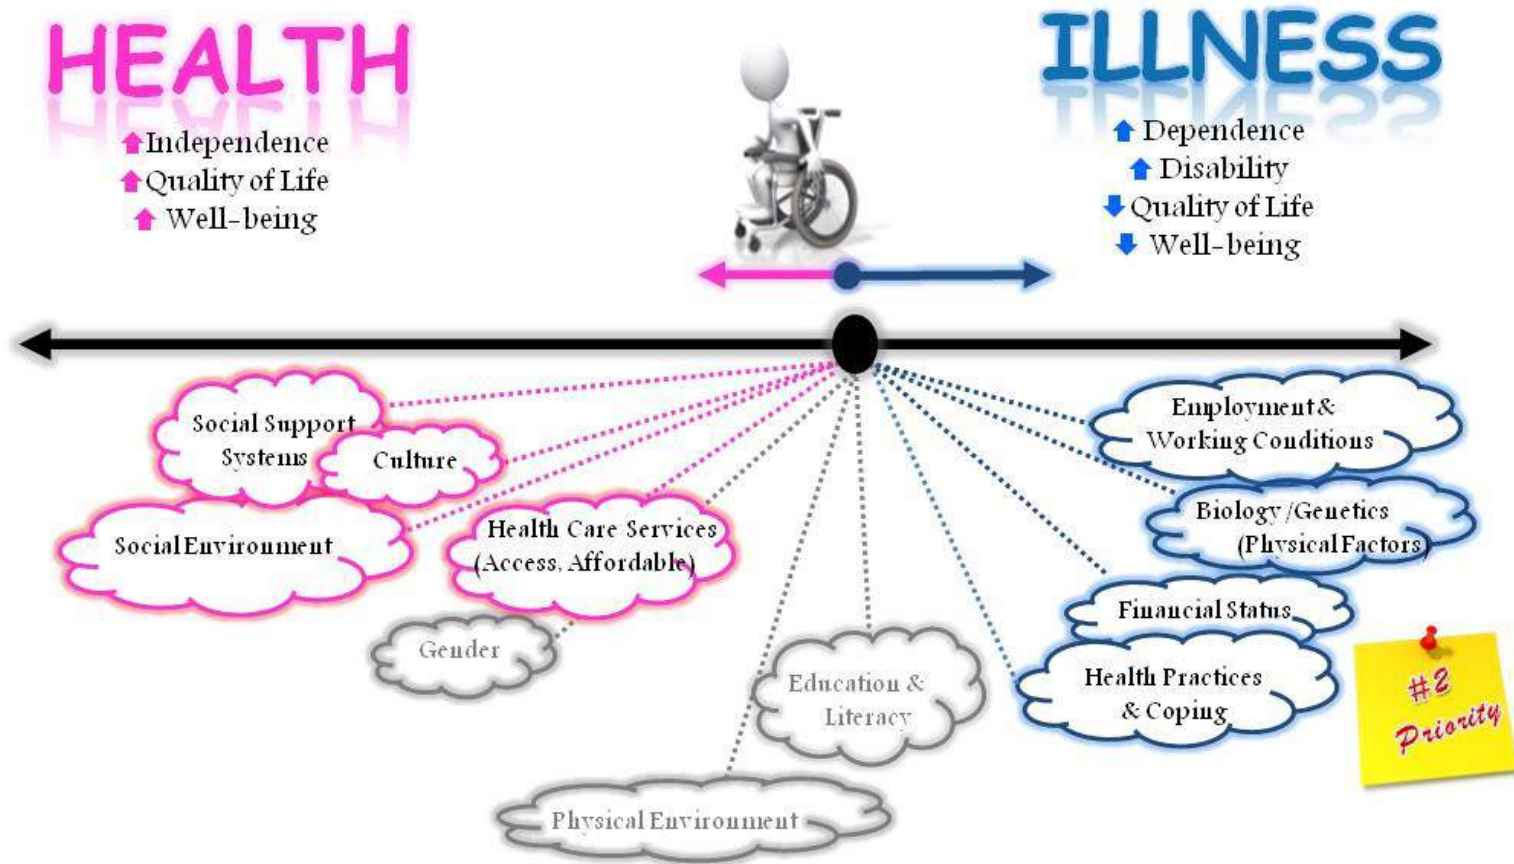 HEALTH
Independence
Quality of Life
Well-being
ILLNESS
Dependence
Disability
Quality of Life
Well-being
Social Support
Systems
Culture
Social Environment
Health Care Services
(Access, Affordable)
Gender
Education &
Literacy
Physical Environment
Employment &
Working Conditions
Biology/Genetics
(Physical Factors)
Financial Status
Health Practices
& Coping
#2
Priority